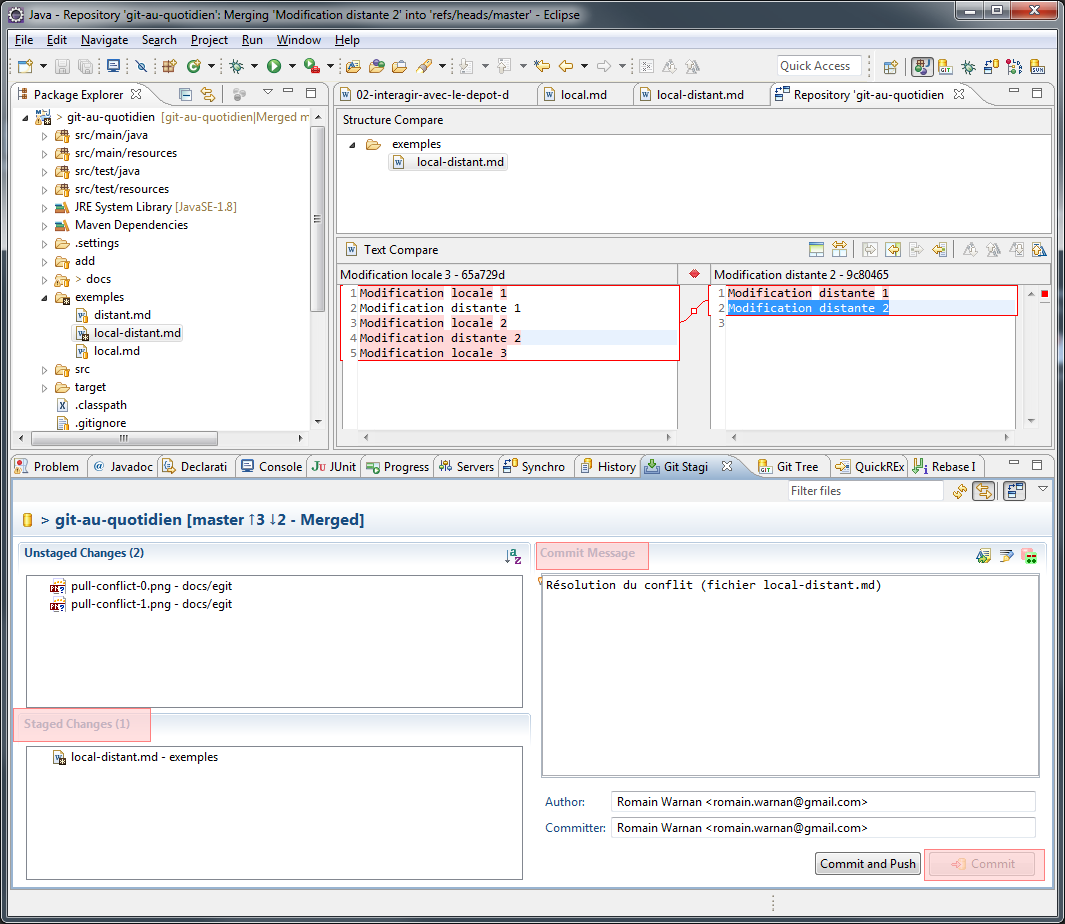 Java - Repository 'git-au-quotidien': Merging 'Modification distante 2' into 'refs/heads/master' - Eclipse
File Edit Navigate Search Project Run Window Help
Quick Access
Package Explorer
> git-au-quotidien [git-au-quotidien|Merged m
src/main/java
src/main/resources
src/test/java
src/test/resources
JRE System Library [JavaSE-1.8]
Maven Dependencies
.settings
add
> docs
exemples
distant.md
local-distant.md
local.md
src
target
.classpath
.gitignore
02-interagir-avec-le-depot-d
local.md
local-distant.md
Repository 'git-au-quotidien
Structure Compare
exemples
local-distant.md
Text Compare
Modification locale 3 - 65a729d
Modification distante 2 - 9c80465
1 Modification locale 1
2 Modification distante 1
3 Modification locale 2
4 Modification distante 2
5 Modification locale 3
1 Modification distante 1
2 Modification distante 2
3
Problem @ Javadoc Declarati Console JUnit Progress Servers Synchro History Git Stagi Git Tree QuickREx Rebase I
Filter files
> git-au-quotidien [master ↑3 ↓2 - Merged]
Unstaged Changes (2)
pull-conflict-0.png - docs/egit
pull-conflict-1.png - docs/egit
Staged Changes (1)
local-distant.md - exemples
Commit Message
Résolution du conflit (fichier local-distant.md)
Author: Romain Warnan <romain.warnan@gmail.com>
Committer: Romain Warnan <romain.warnan@gmail.com>
Commit and Push
Commit